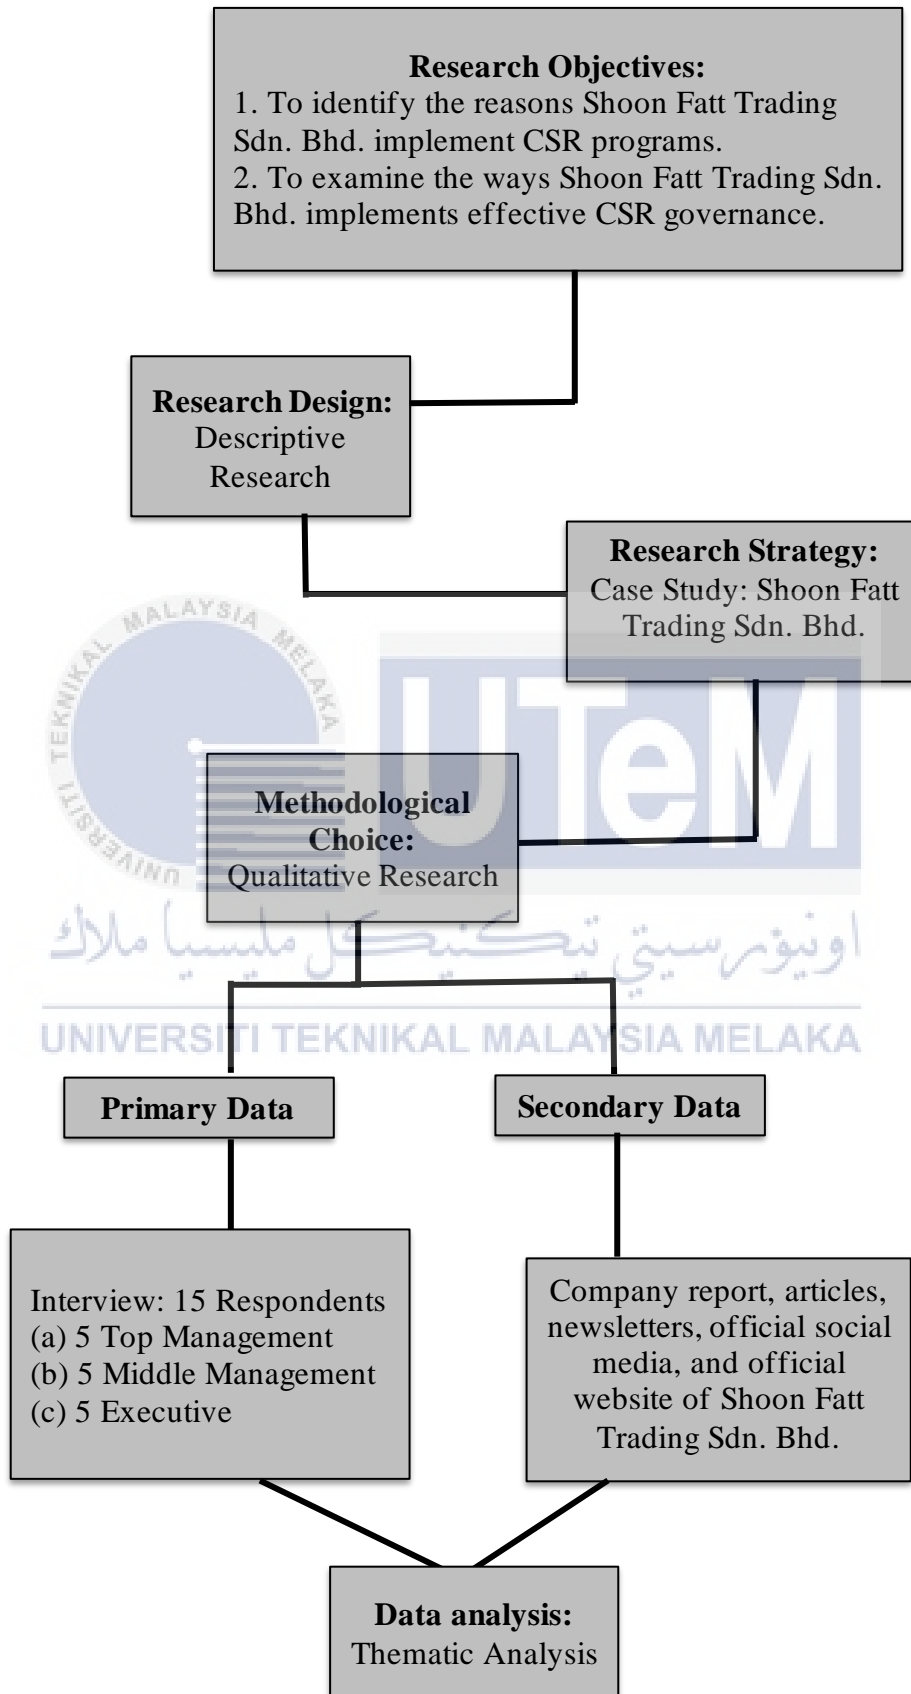 Research Objectives:
1. To identify the reasons Shoon Fatt Trading
Sdn. Bhd. implement CSR programs.
2. To examine the ways Shoon Fatt Trading Sdn.
Bhd. implements effective CSR governance.
Research Design:
Descriptive
Research
Research Strategy:
Case Study: Shoon Fatt
Trading Sdn. Bhd.
UNIVERSITI TEKNIKAL MALAYSIA MELAKA
UTeM
Methodological
Choice:
Qualitative Research
اونيۏرسيتي تيكنيكل مليسيا ملاك
UNIVERSITI TEKNIKAL MALAYSIA MELAKA
Primary Data
Secondary Data
Interview: 15 Respondents
(a) 5 Top Management
(b) 5 Middle Management
(c) 5 Executive
Company report, articles,
newsletters, official social
media, and official
website of Shoon Fatt
Trading Sdn. Bhd.
Data analysis:
Thematic Analysis